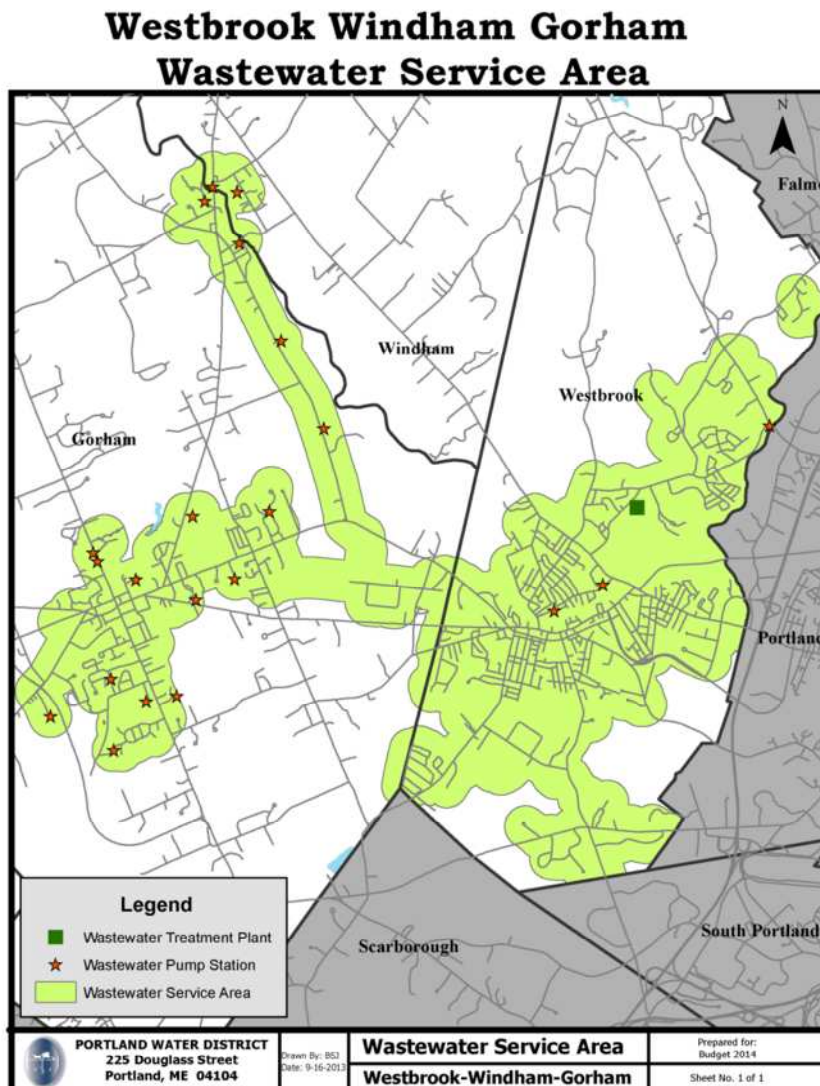 Westbrook Windham Gorham
Wastewater Service Area
N
Falmo
Windham
Westbrook
Gorham
Portland
South Portland
Scarborough
Legend
Wastewater Treatment Plant
Wastewater Pump Station
Wastewater Service Area
PORTLAND WATER DISTRICT
225 Douglass Street
Portland, ME 04104
Drawn By: BSJ
Date: 9-16-2013
Wastewater Service Area
Westbrook-Windham-Gorham
Prepared for:
Budget 2014
Sheet No. 1 of 1